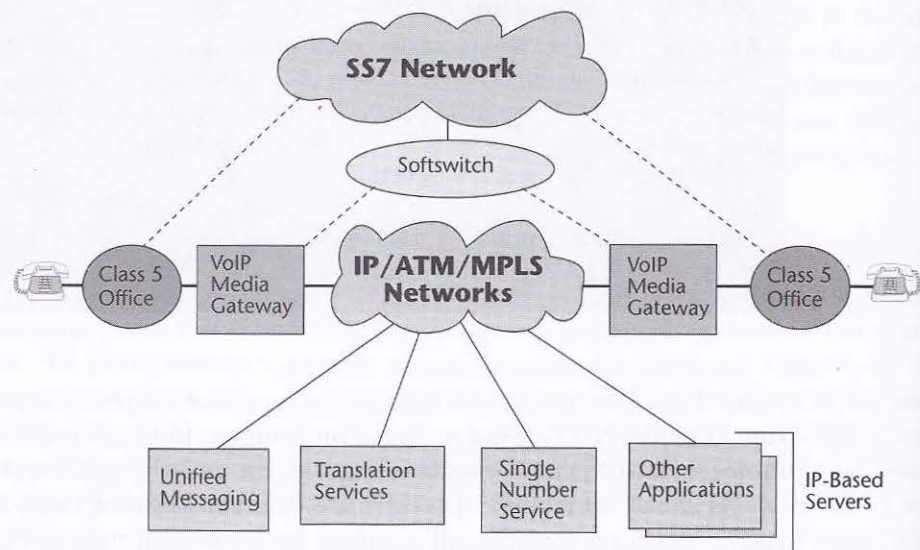 SS7 Network
Softswitch
Class 5
Office
VoIP
Media
Gateway
IP/ATM/MPLS
Networks
VoIP
Media
Gateway
Class 5
Office
Unified
Messaging
Translation
Services
Single
Number
Service
Other
Applications
IP-Based
Servers